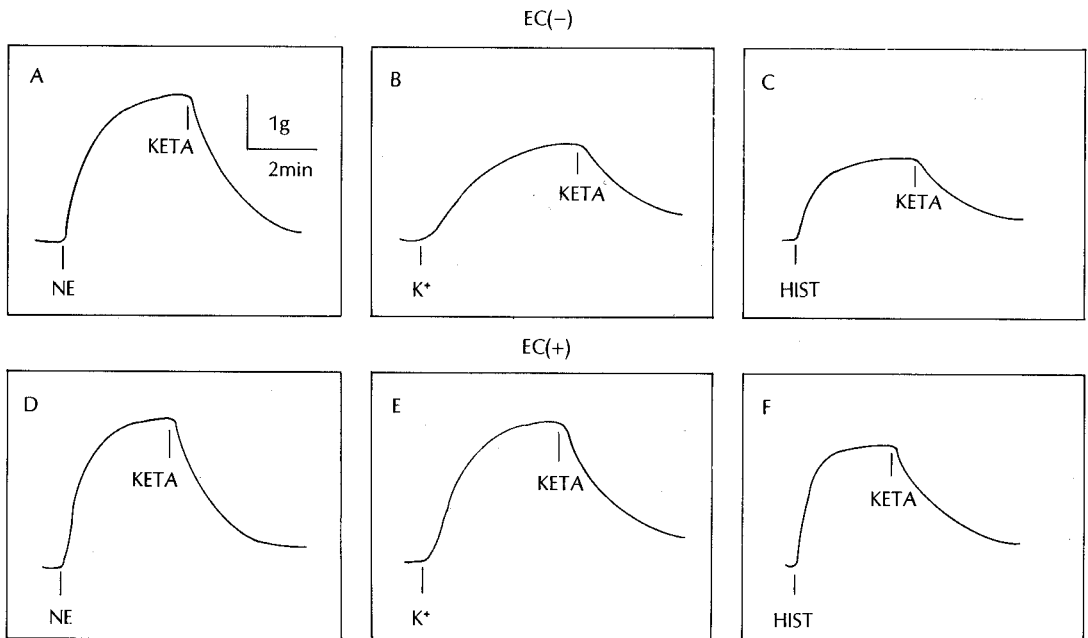 EC(−)
A
1g
2min
KETA
NE
B
KETA
K⁺
C
KETA
HIST
EC(+)
D
KETA
NE
E
KETA
K⁺
F
KETA
HIST